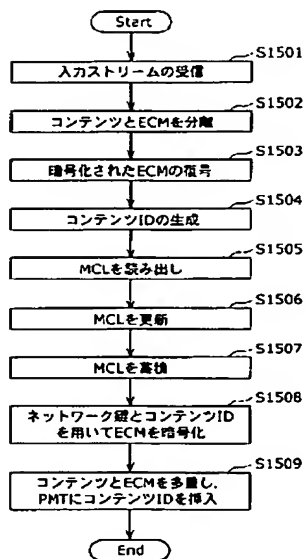 Start
S1501
入力ストリームの受信
S1502
コンテンツとECMを分離
S1503
暗号化されたECMの復号
S1504
コンテンツIDの生成
S1505
MCLを読み出し
S1506
MCLを更新
S1507
MCLを蓄積
S1508
ネットワーク鍵とコンテンツID
を用いてECMを暗号化
S1509
コンテンツとECMを多重し,
PMTにコンテンツIDを挿入
End